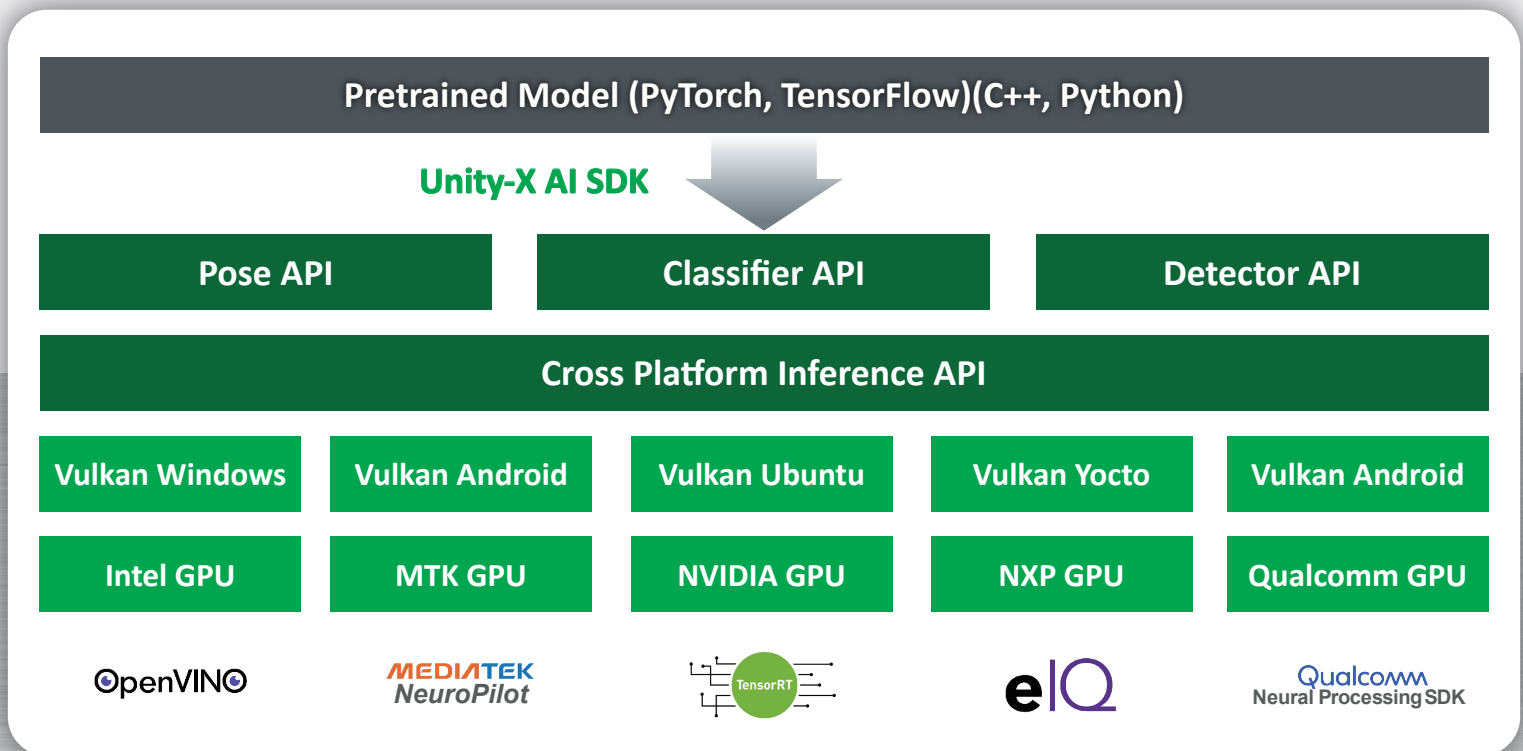 Pretrained Model (PyTorch, TensorFlow)(C++, Python)
Unity-X AI SDK
Pose API
Classifier API
Detector API
Cross Platform Inference API
Vulkan Windows
Vulkan Android
Vulkan Ubuntu
Vulkan Yocto
Vulkan Android
Intel GPU
MTK GPU
NVIDIA GPU
NXP GPU
Qualcomm GPU
OpenVINO
MEDIATEK
NeuroPilot
TensorRT
eIQ
Qualcomm
Neural Processing SDK